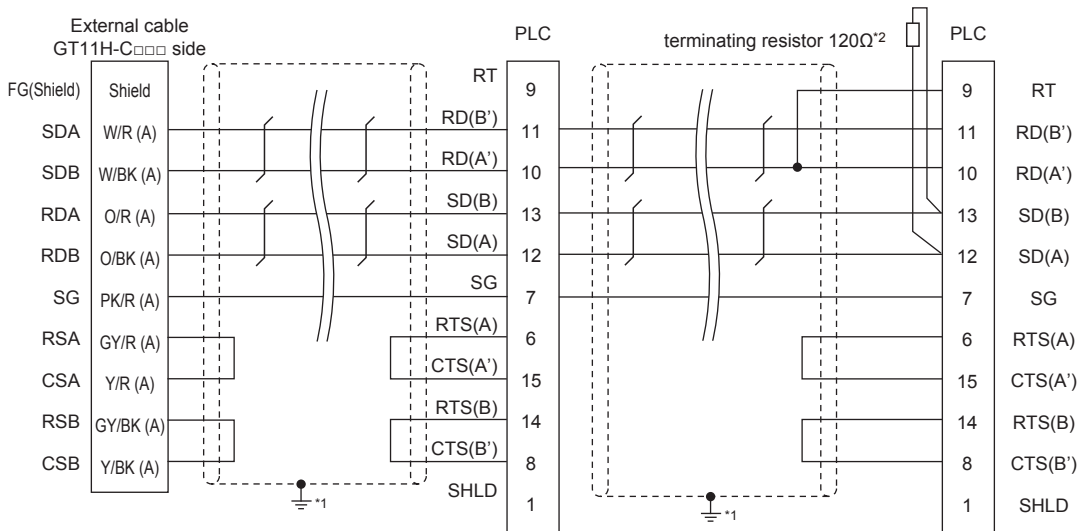 External cable
GT11H-C□□□ side
PLC
terminating resistor 120Ω*2
PLC
FG(Shield) Shield RT 9 9 RT
SDA W/R (A) RD(B') 11 11 RD(B')
SDB W/BK (A) RD(A') 10 10 RD(A')
RDA O/R (A) SD(B) 13 13 SD(B)
RDB O/BK (A) SD(A) 12 12 SD(A)
SG PK/R (A) SG 7 7 SG
RSA GY/R (A) RTS(A) 6 6 RTS(A)
CSA Y/R (A) CTS(A') 15 15 CTS(A')
RSB GY/BK (A) RTS(B) 14 14 RTS(B)
CSB Y/BK (A) CTS(B') 8 8 CTS(B')
SHLD 1 1 SHLD
*1 *1